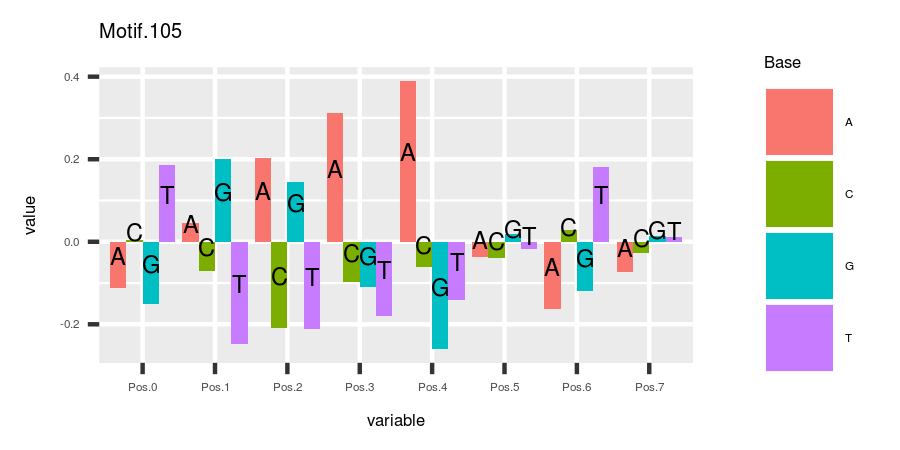 Motif.105
value
0.4
0.2
0.0
-0.2
A C G T A C G T A C G T A C G T A C G T A C G T A C G T A C G T
Pos.0 Pos.1 Pos.2 Pos.3 Pos.4 Pos.5 Pos.6 Pos.7
variable
Base
A
C
G
T